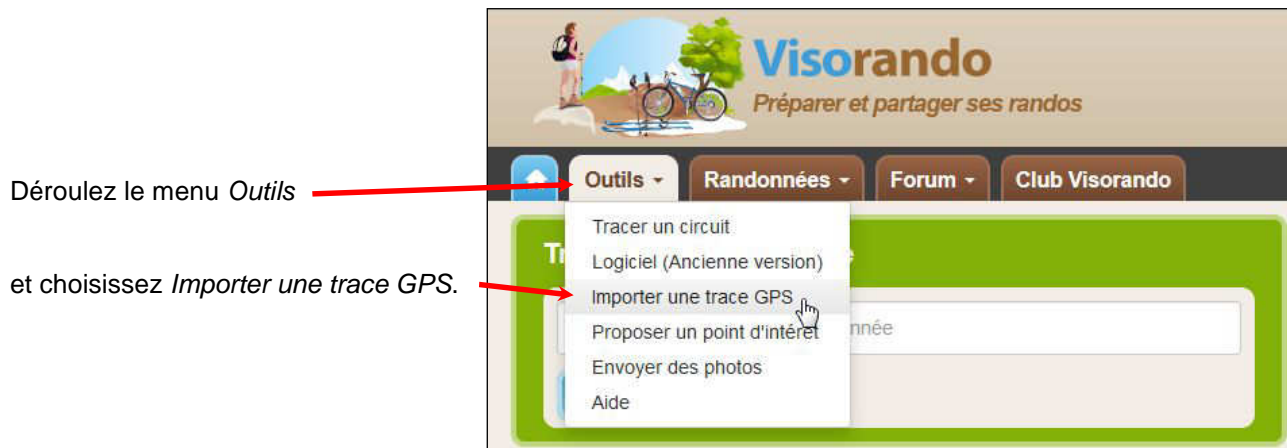 Visorando
Préparer et partager ses randos
Outils
Randonnées
Forum
Club Visorando
Déroulez le menu Outils
Tracer un circuit
Logiciel (Ancienne version)
et choisissez Importer une trace GPS.
Importer une trace GPS
Proposer un point d'intéret
nnée
Envoyer des photos
Aide